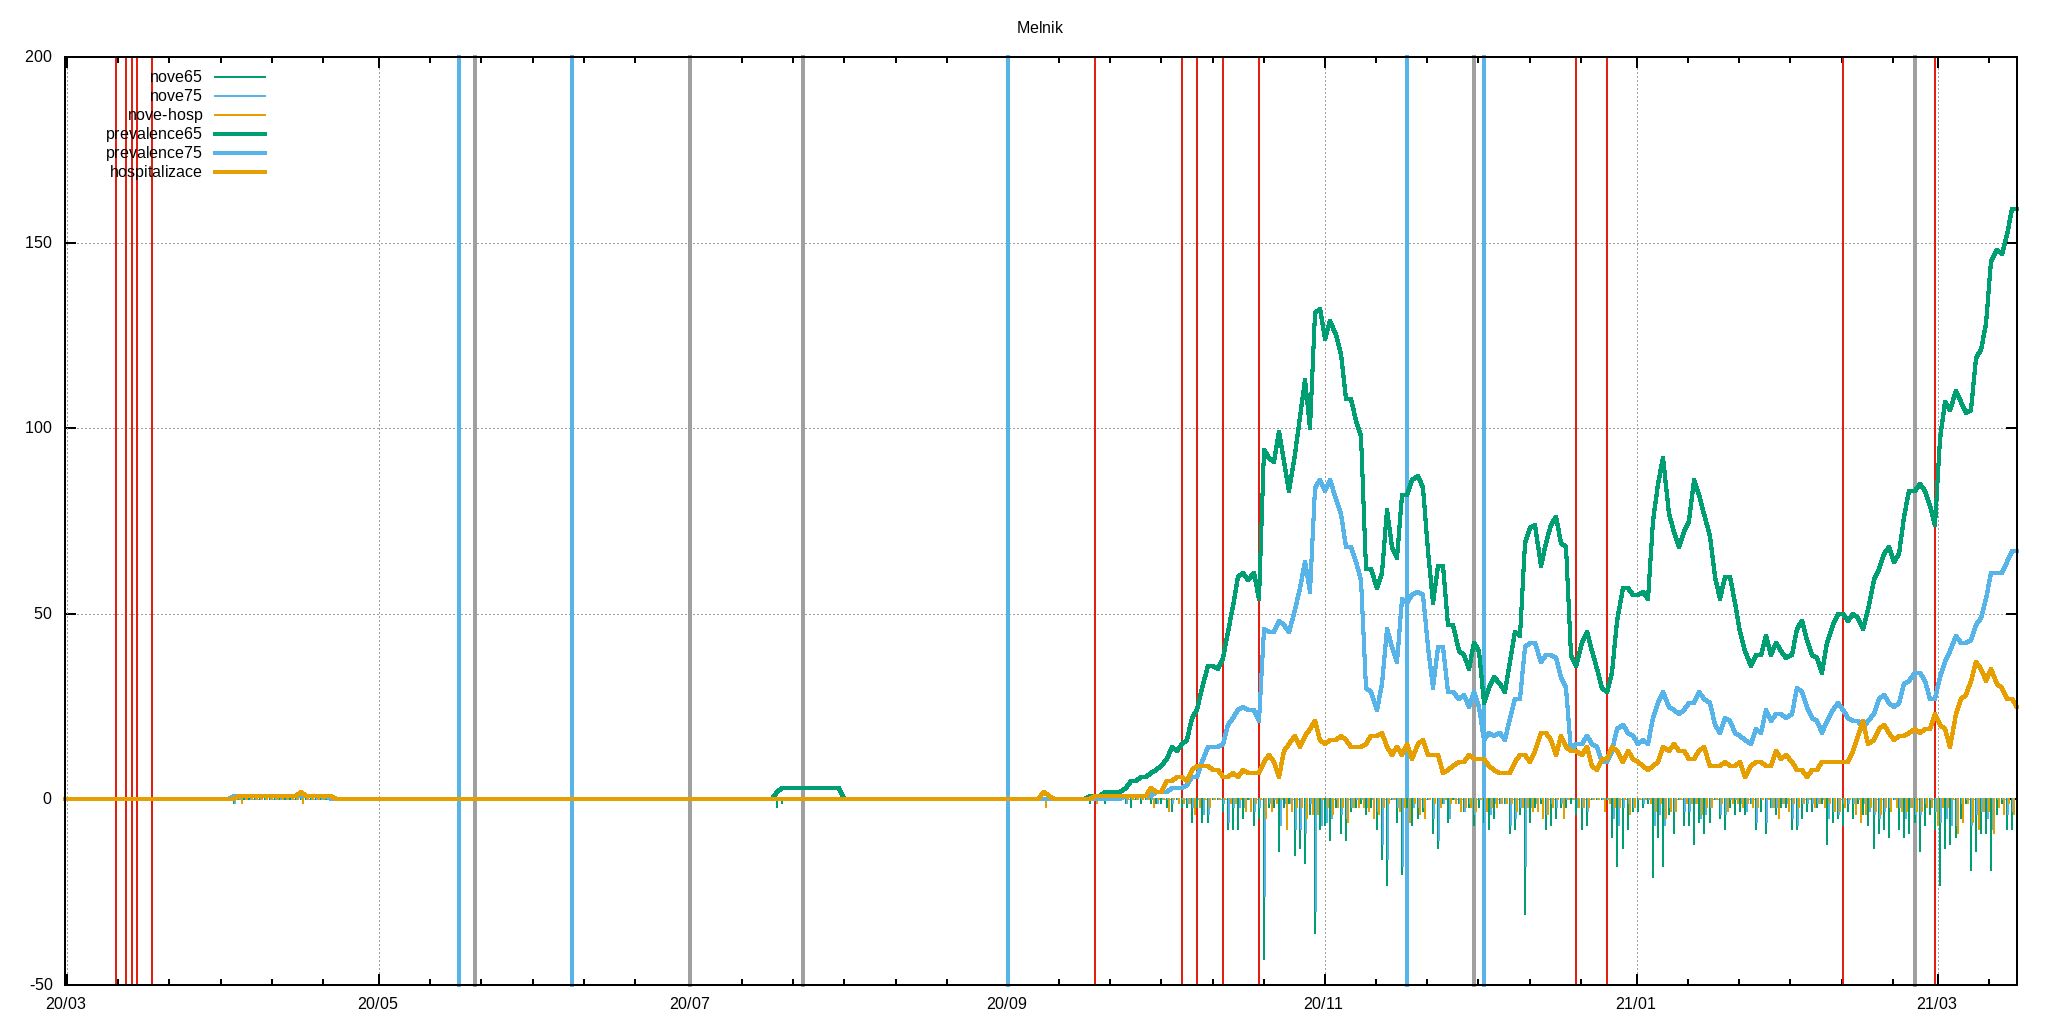 Melnik
200
nove65
nove75
nove-hosp
prevalence65
prevalence75
hospitalizace
150
100
50
0
-50
20/03 20/05 20/07 20/09 20/11 21/01 21/03